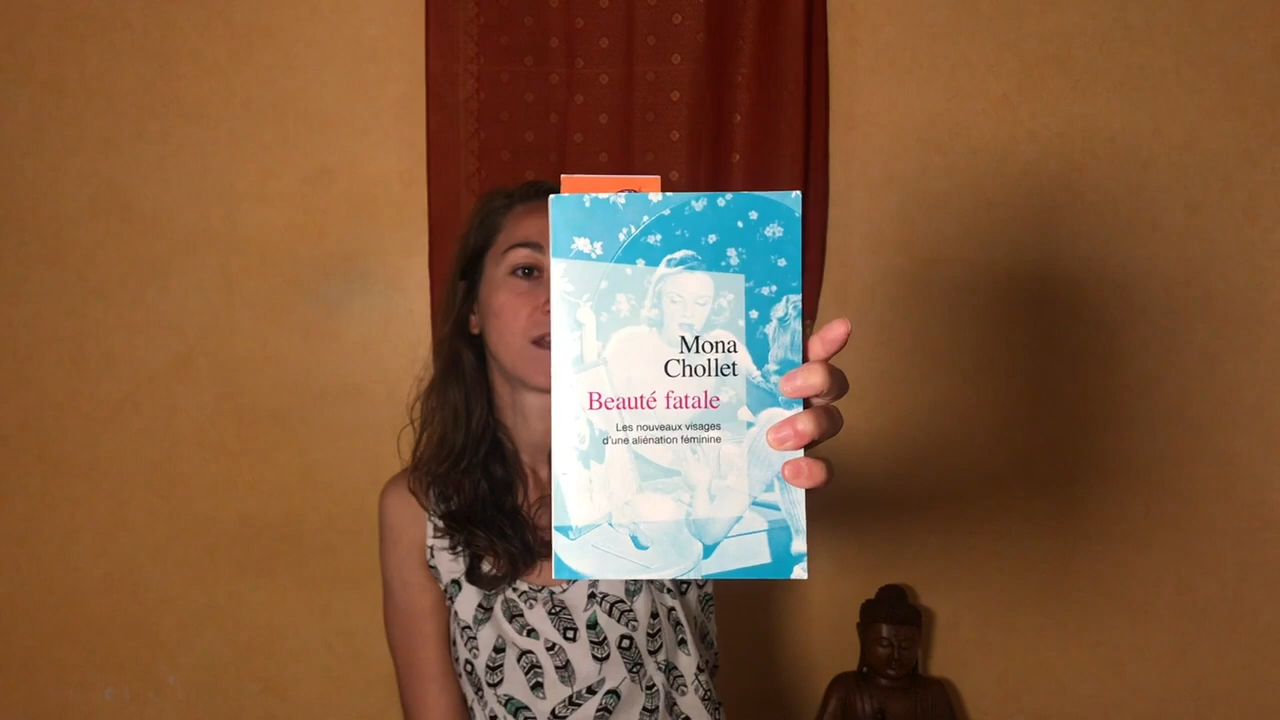 Mona
Chollet
Beauté fatale
Les nouveaux visages
d'une aliénation féminine